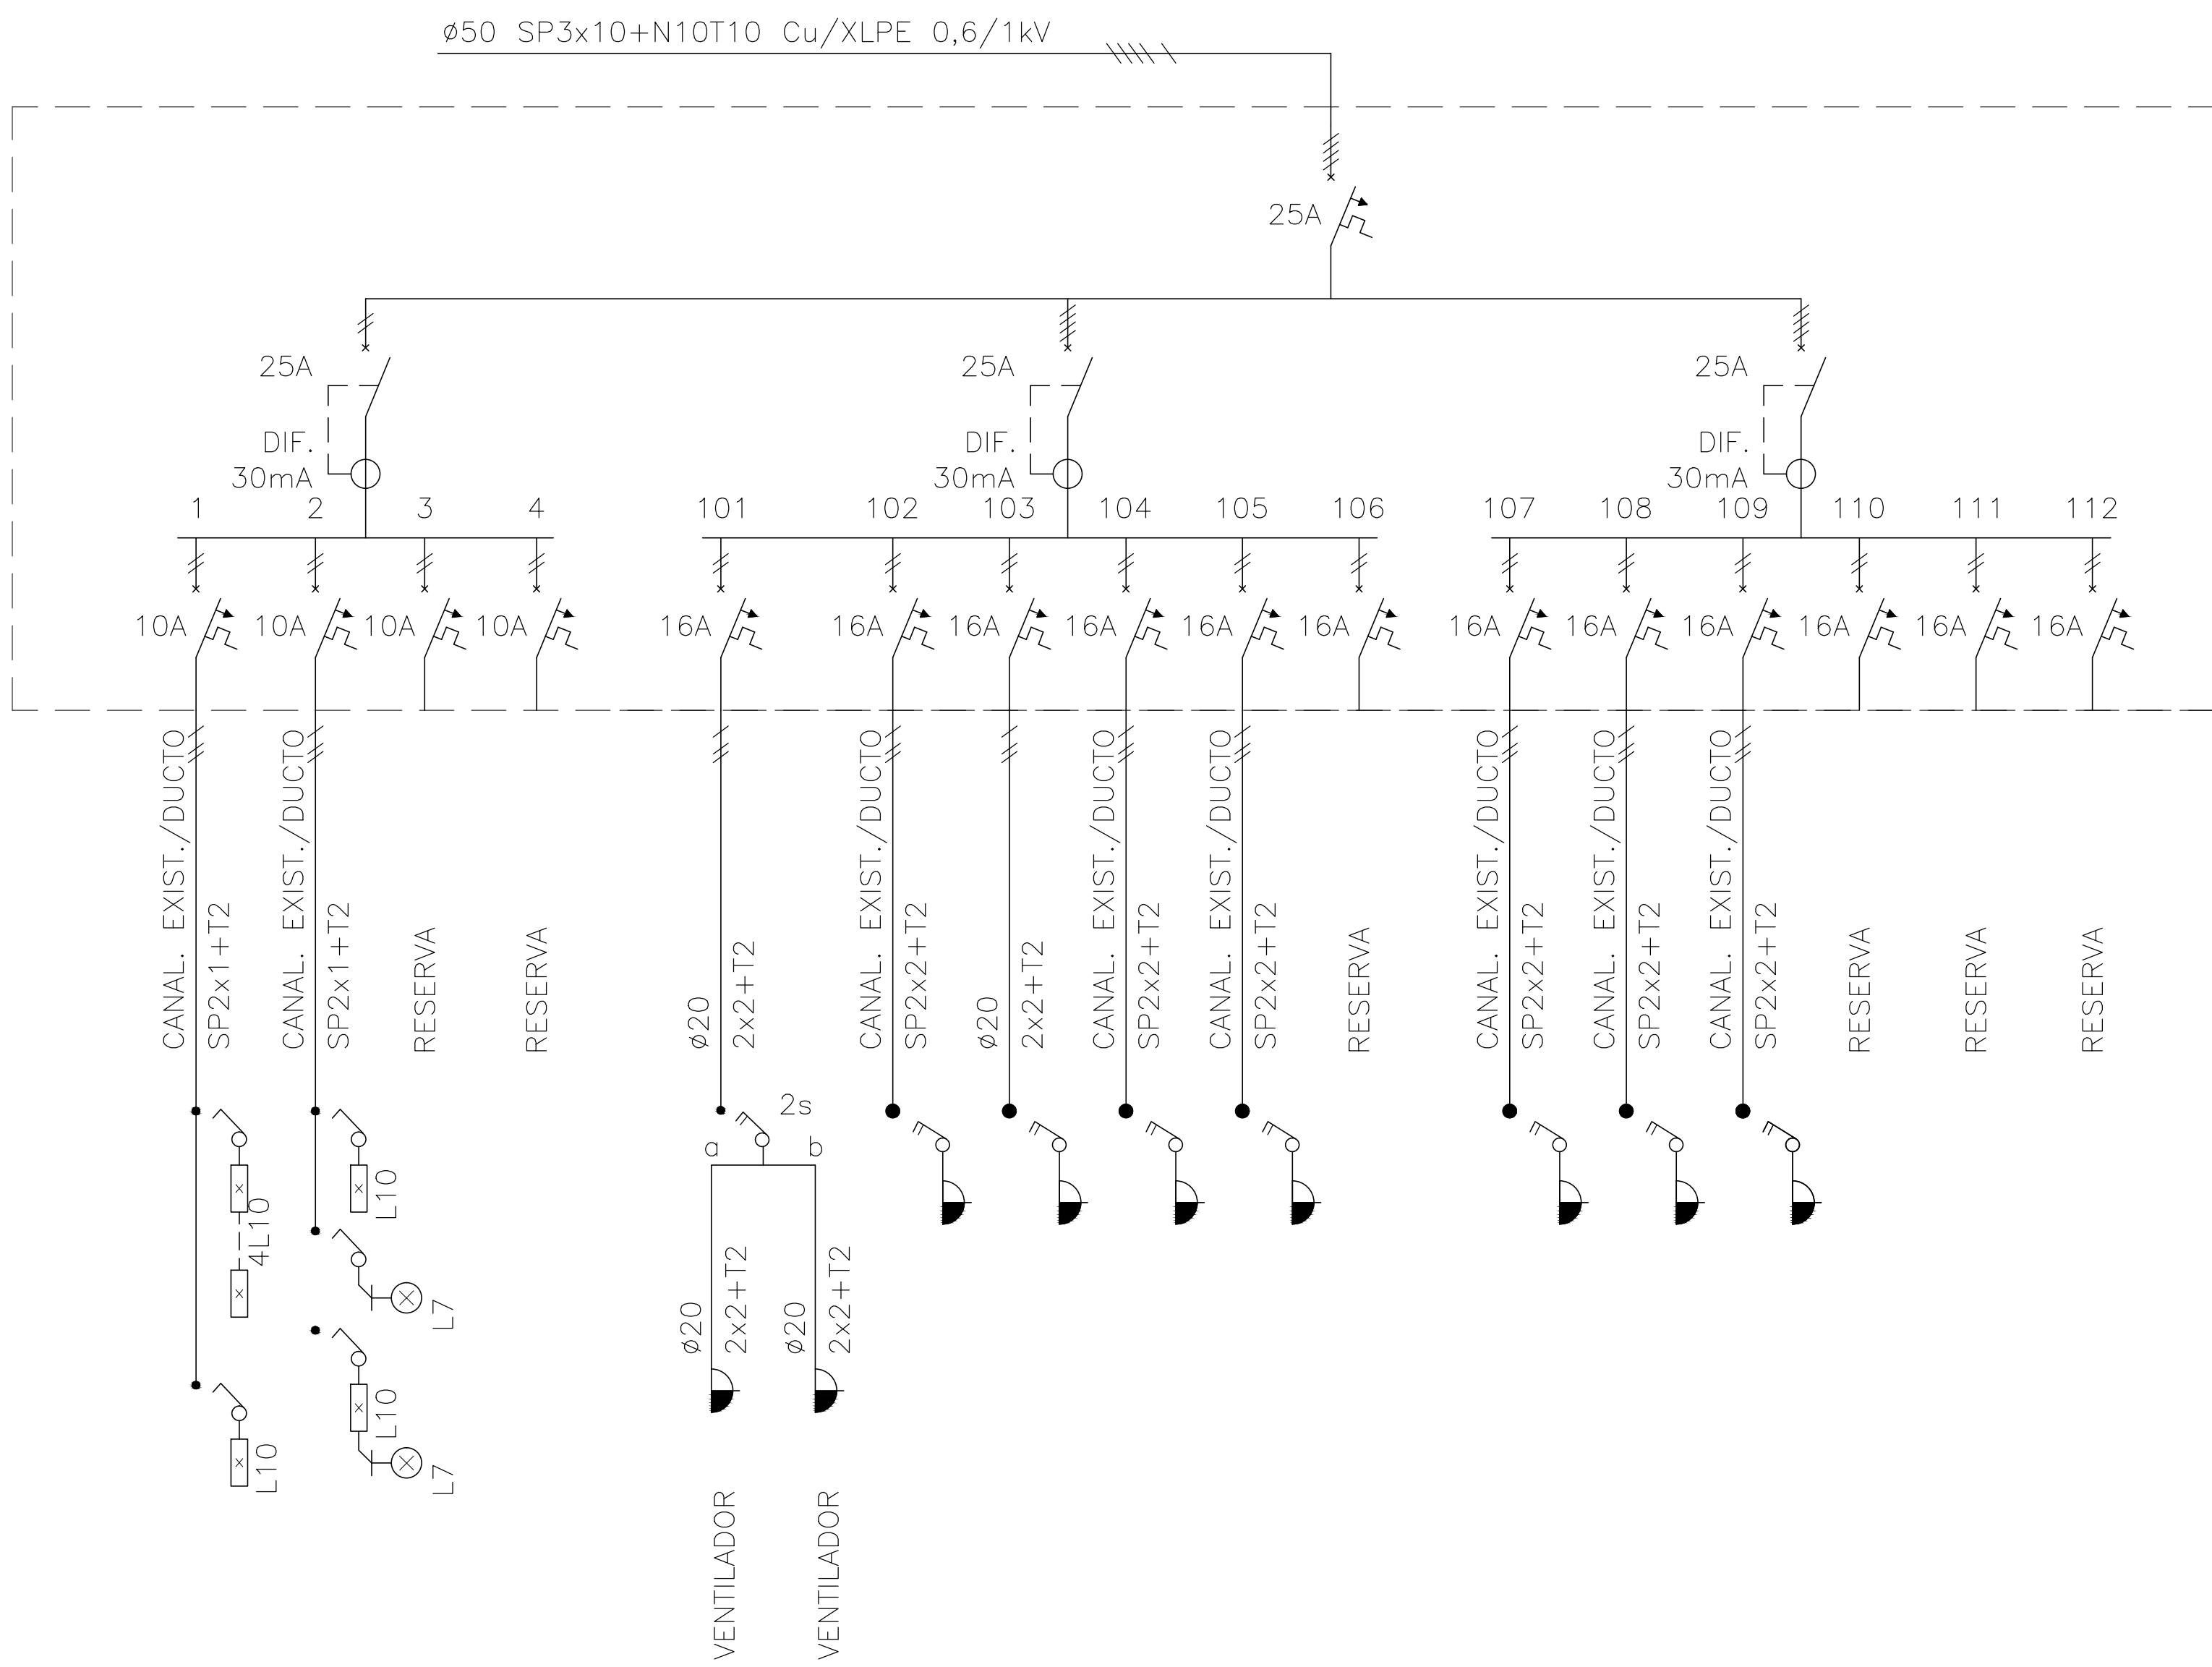 ø50 SP3x10+N10T10 Cu/XLPE 0,6/1kV
25A
25A
25A
25A
DIF.
30mA
DIF.
30mA
DIF.
30mA
1
2
3
4
101
102
103
104
105
106
107
108
109
110
111
112
10A
10A
10A
10A
16A
16A
16A
16A
16A
16A
16A
16A
16A
16A
16A
16A
CANAL. EXIST./DUCTO
SP2x1+T2
CANAL. EXIST./DUCTO
SP2x1+T2
RESERVA
RESERVA
ø20
2x2+T2
CANAL. EXIST./DUCTO
SP2x2+T2
ø20
2x2+T2
CANAL. EXIST./DUCTO
SP2x2+T2
CANAL. EXIST./DUCTO
SP2x2+T2
RESERVA
CANAL. EXIST./DUCTO
SP2x2+T2
CANAL. EXIST./DUCTO
SP2x2+T2
CANAL. EXIST./DUCTO
SP2x2+T2
RESERVA
RESERVA
RESERVA
4L10
L10
L10
L7
L10
L7
2s
a
b
ø20
2x2+T2
ø20
2x2+T2
VENTILADOR
VENTILADOR